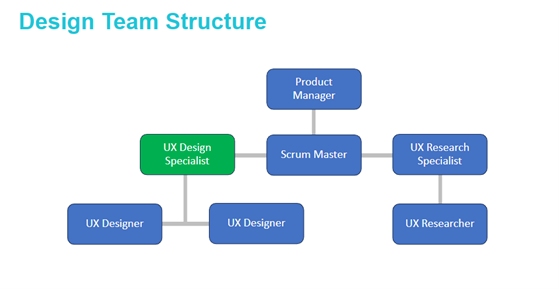 Design Team Structure
Product
Manager
UX Design
Specialist
Scrum Master
UX Research
Specialist
UX Designer
UX Designer
UX Researcher